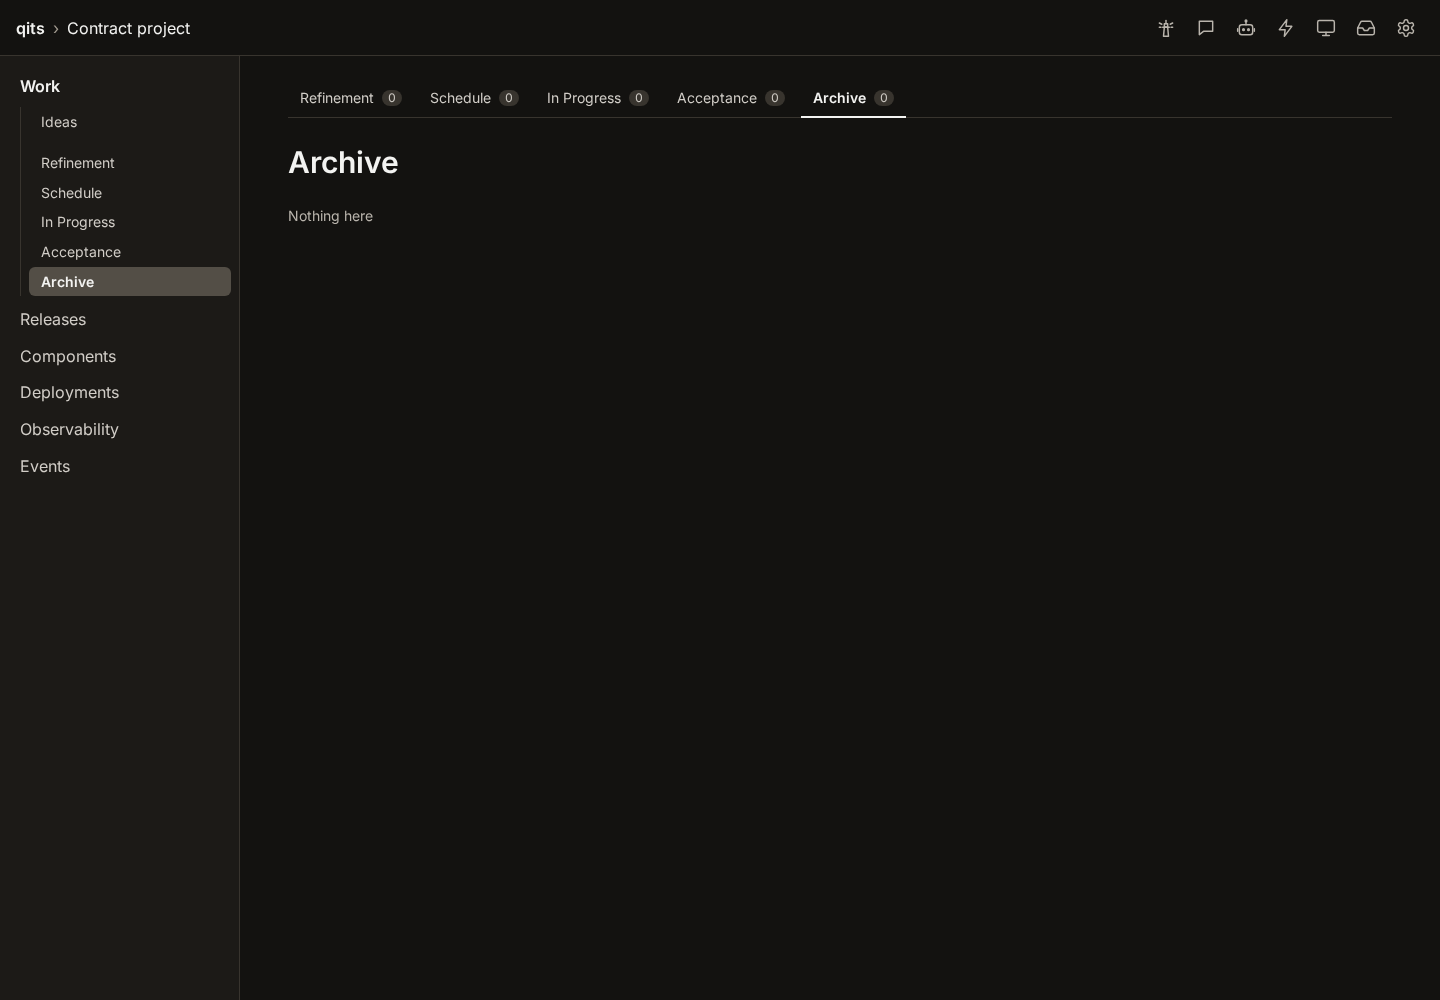 qits › Contract project
Work
Ideas
Refinement
Schedule
In Progress
Acceptance
Archive
Releases
Components
Deployments
Observability
Events
Refinement 0 Schedule 0 In Progress 0 Acceptance 0 Archive 0
Archive
Nothing here